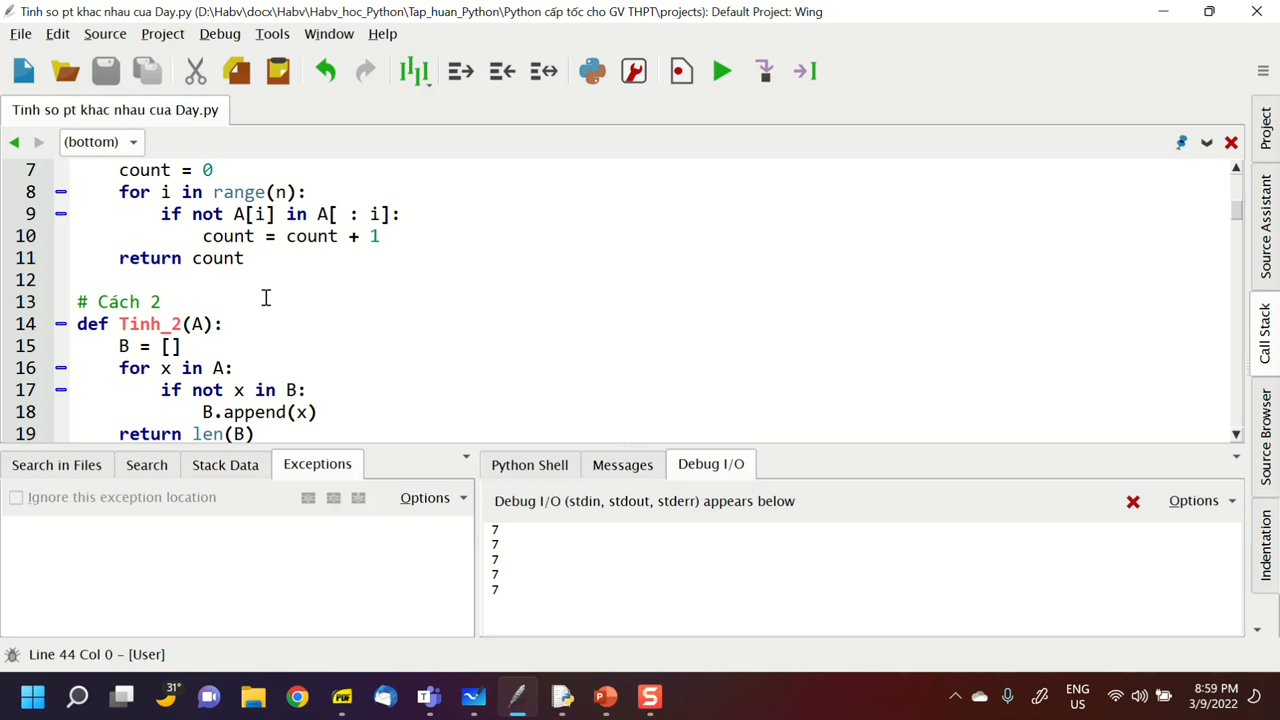 Tinh so pt khac nhau cua Day.py (D:\Habv\docx\Habv\Habv_hoc_Python\Tap_huan_Python\Python cấp tốc cho GV THPT\projects): Default Project: Wing
File Edit Source Project Debug Tools Window Help
Tinh so pt khac nhau cua Day.py
(bottom)
7 count = 0
8 for i in range(n):
9 if not A[i] in A[ : i]:
10 count = count + 1
11 return count
12
13 # Cách 2
14 def Tinh_2(A):
15 B = []
16 for x in A:
17 if not x in B:
18 B.append(x)
19 return len(B)
Project
Source Assistant
Call Stack
Source Browser
Indentation
Search in Files Search Stack Data Exceptions
Ignore this exception location Options
Python Shell Messages Debug I/O
Debug I/O (stdin, stdout, stderr) appears below Options
7
7
7
7
7
Line 44 Col 0 – [User]
31°
PDF
ENG
US
8:59 PM
3/9/2022